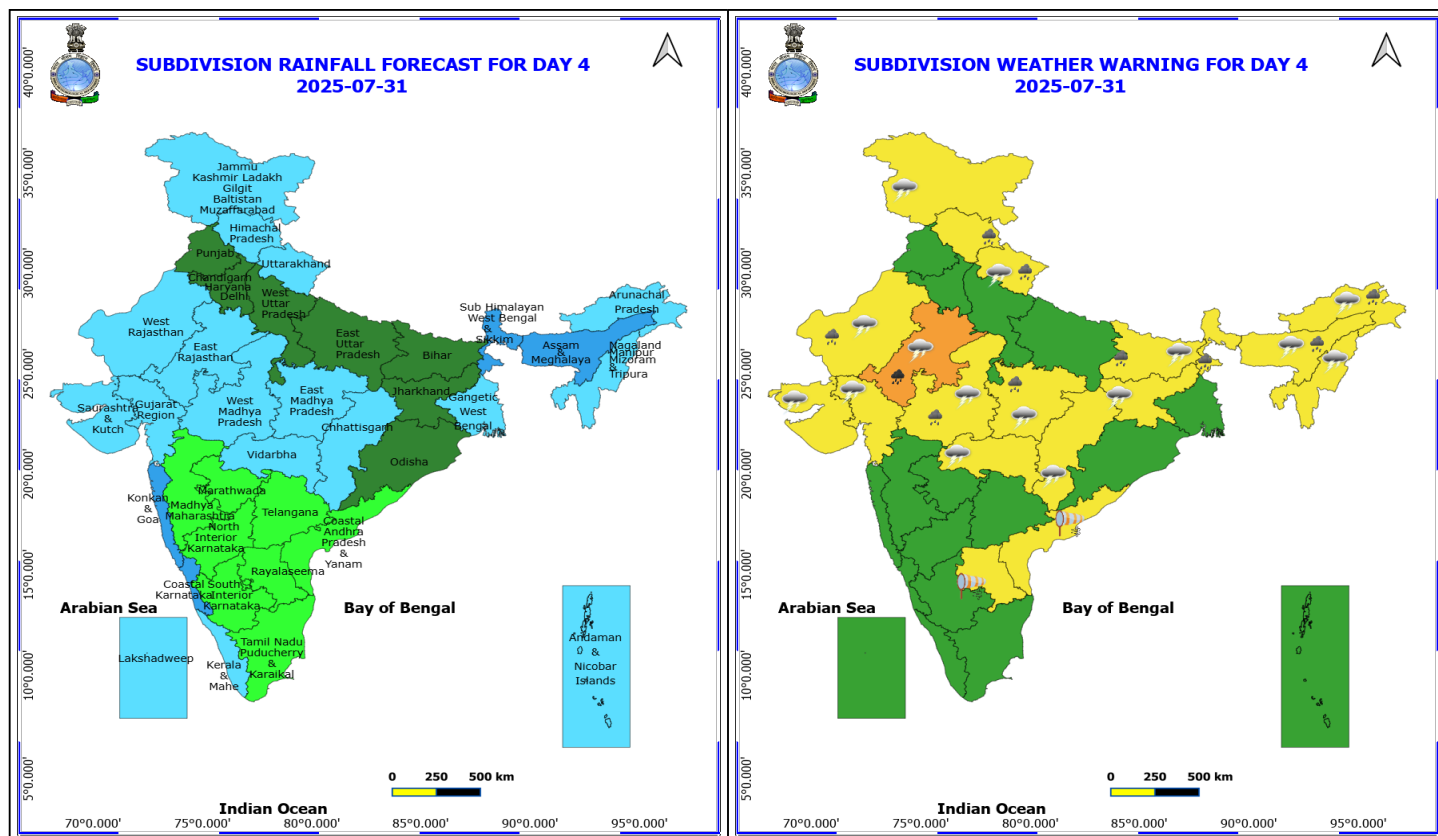 SUBDIVISION RAINFALL FORECAST FOR DAY 4
2025-07-31
40°0.000'
35°0.000'
30°0.000'
25°0.000'
20°0.000'
15°0.000'
10°0.000'
5°0.000'
Jammu
Kashmir Ladakh
Gilgit
Baltistan
Muzaffarabad
Himachal
Pradesh
Punjab
Uttarakhand
Chandigarh
Haryana
Delhi
West
Uttar
Pradesh
West
Rajasthan
East
Rajasthan
East
Uttar
Pradesh
Bihar
Sub Himalayan
West Bengal
&
Sikkim
Arunachal
Pradesh
Assam
&
Meghalaya
Nagaland
Manipur
Mizoram
&
Tripura
Jharkhand
Gangetic
West
Bengal
Saurashtra
&
Kutch
Gujarat
Region
West
Madhya
Pradesh
East
Madhya
Pradesh
Chhattisgarh
Vidarbha
Odisha
Konkan
&
Goa
Marathwada
Madhya
Maharashtra
North
Interior
Karnataka
Telangana
Coastal
Andhra
Pradesh
&
Yanam
Rayalaseema
Coastal
Karnataka
South
Interior
Karnataka
Tamil Nadu
Puducherry
&
Karaikal
Kerala
&
Mahe
Lakshadweep
Andaman
&
Nicobar
Islands
Arabian Sea
Bay of Bengal
Indian Ocean
0 250 500 km
70°0.000' 75°0.000' 80°0.000' 85°0.000' 90°0.000' 95°0.000'
SUBDIVISION WEATHER WARNING FOR DAY 4
2025-07-31
40°0.000'
35°0.000'
30°0.000'
25°0.000'
20°0.000'
15°0.000'
10°0.000'
5°0.000'
Arabian Sea
Bay of Bengal
Indian Ocean
0 250 500 km
70°0.000' 75°0.000' 80°0.000' 85°0.000' 90°0.000' 95°0.000'